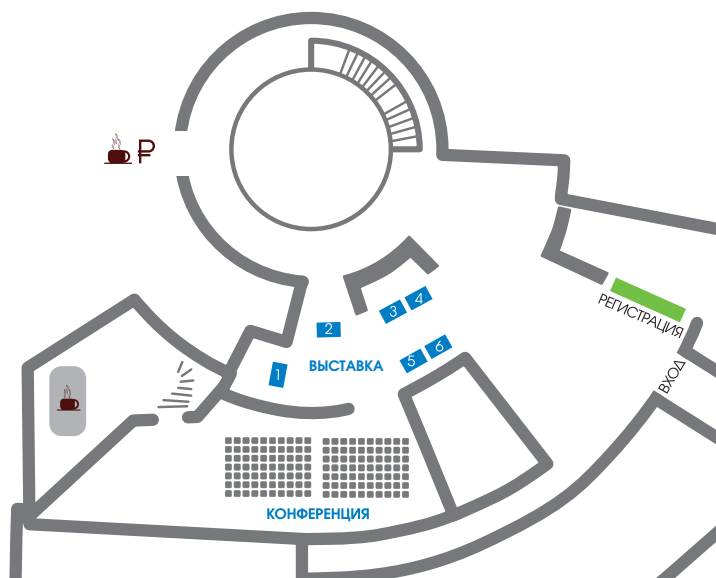 ₽
3 4
РЕГИСТРАЦИЯ
2
5 6
ВЫСТАВКА
1
ВХОД
КОНФЕРЕНЦИЯ